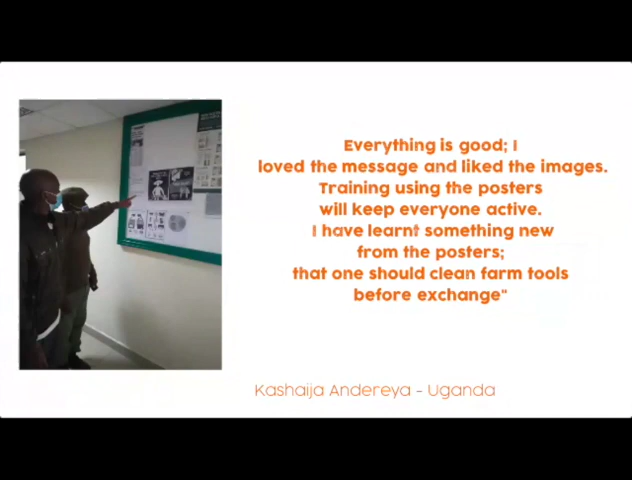 Everything is good; I
loved the message and liked the images.
Training using the posters
will keep everyone active.
I have learnt something new
from the posters;
that one should clean farm tools
before exchange"
Kashaija Andereya - Uganda